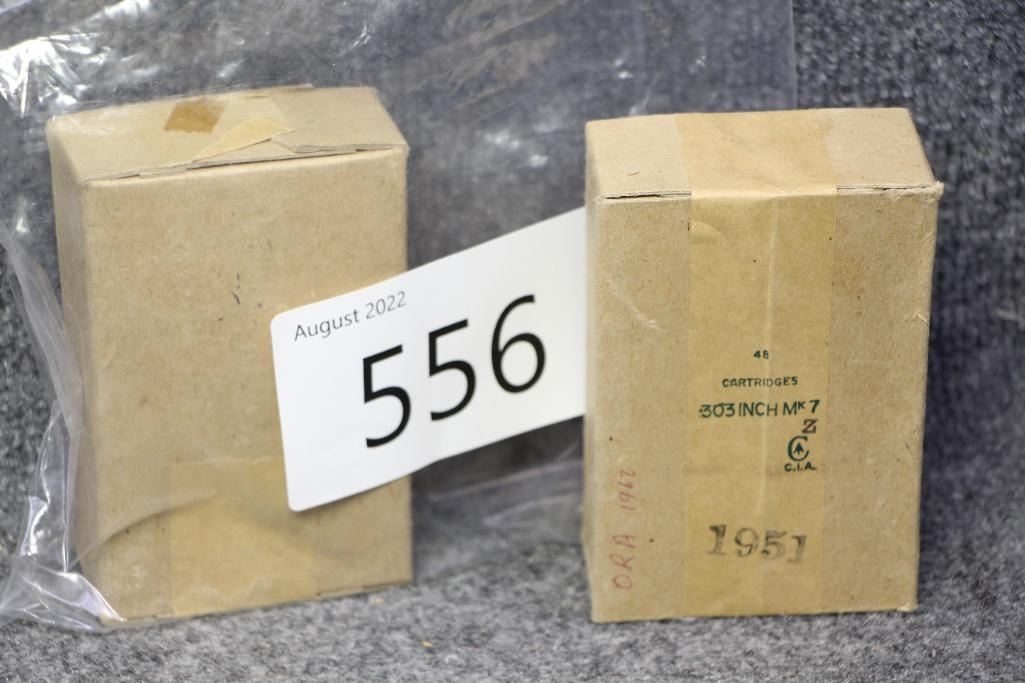 August 2022
556
48
CARTRIDGES
.303 INCH MK 7
Z
C
C.I.A.
1951
ORA 1962